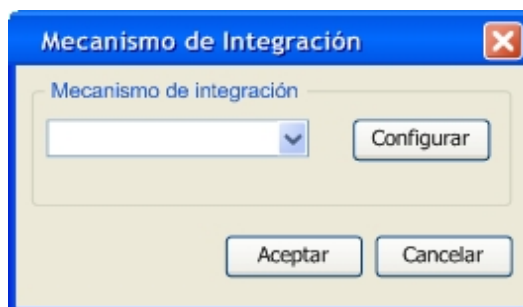 Mecanismo de Integración
Mecanismo de integración
Configurar
Aceptar Cancelar